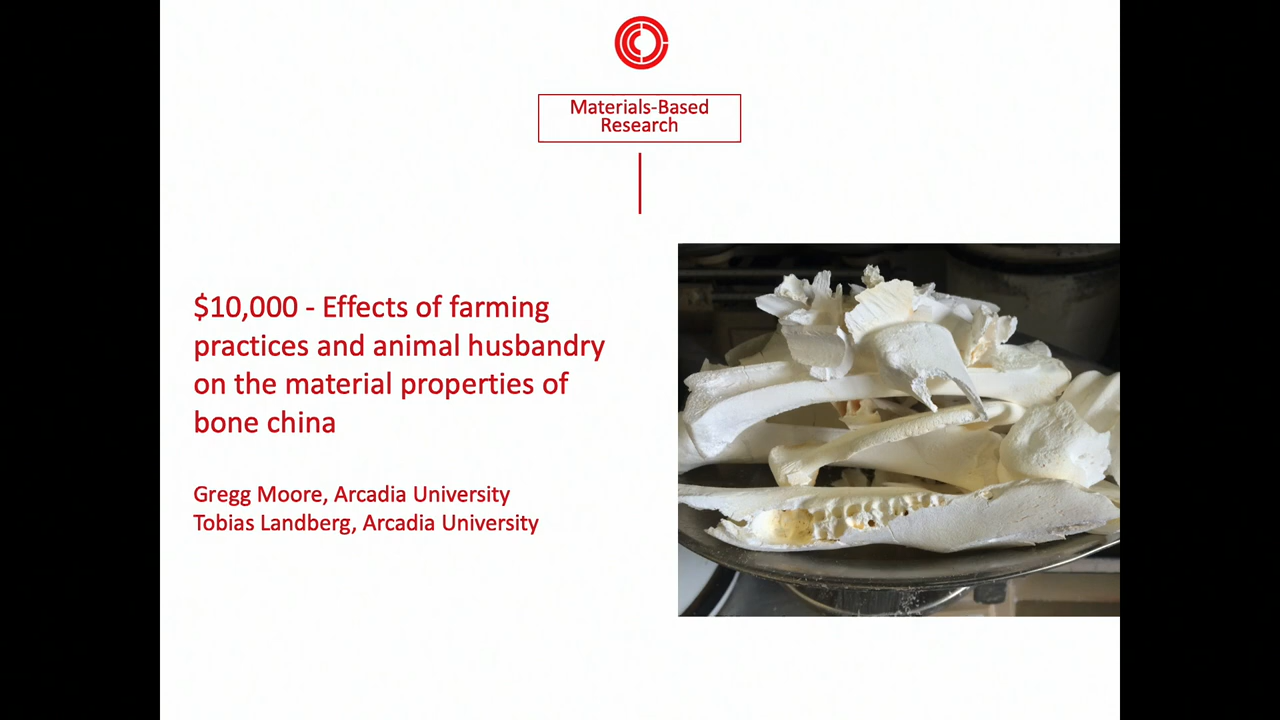 Materials-Based
Research
$10,000 - Effects of farming
practices and animal husbandry
on the material properties of
bone china
Gregg Moore, Arcadia University
Tobias Landberg, Arcadia University